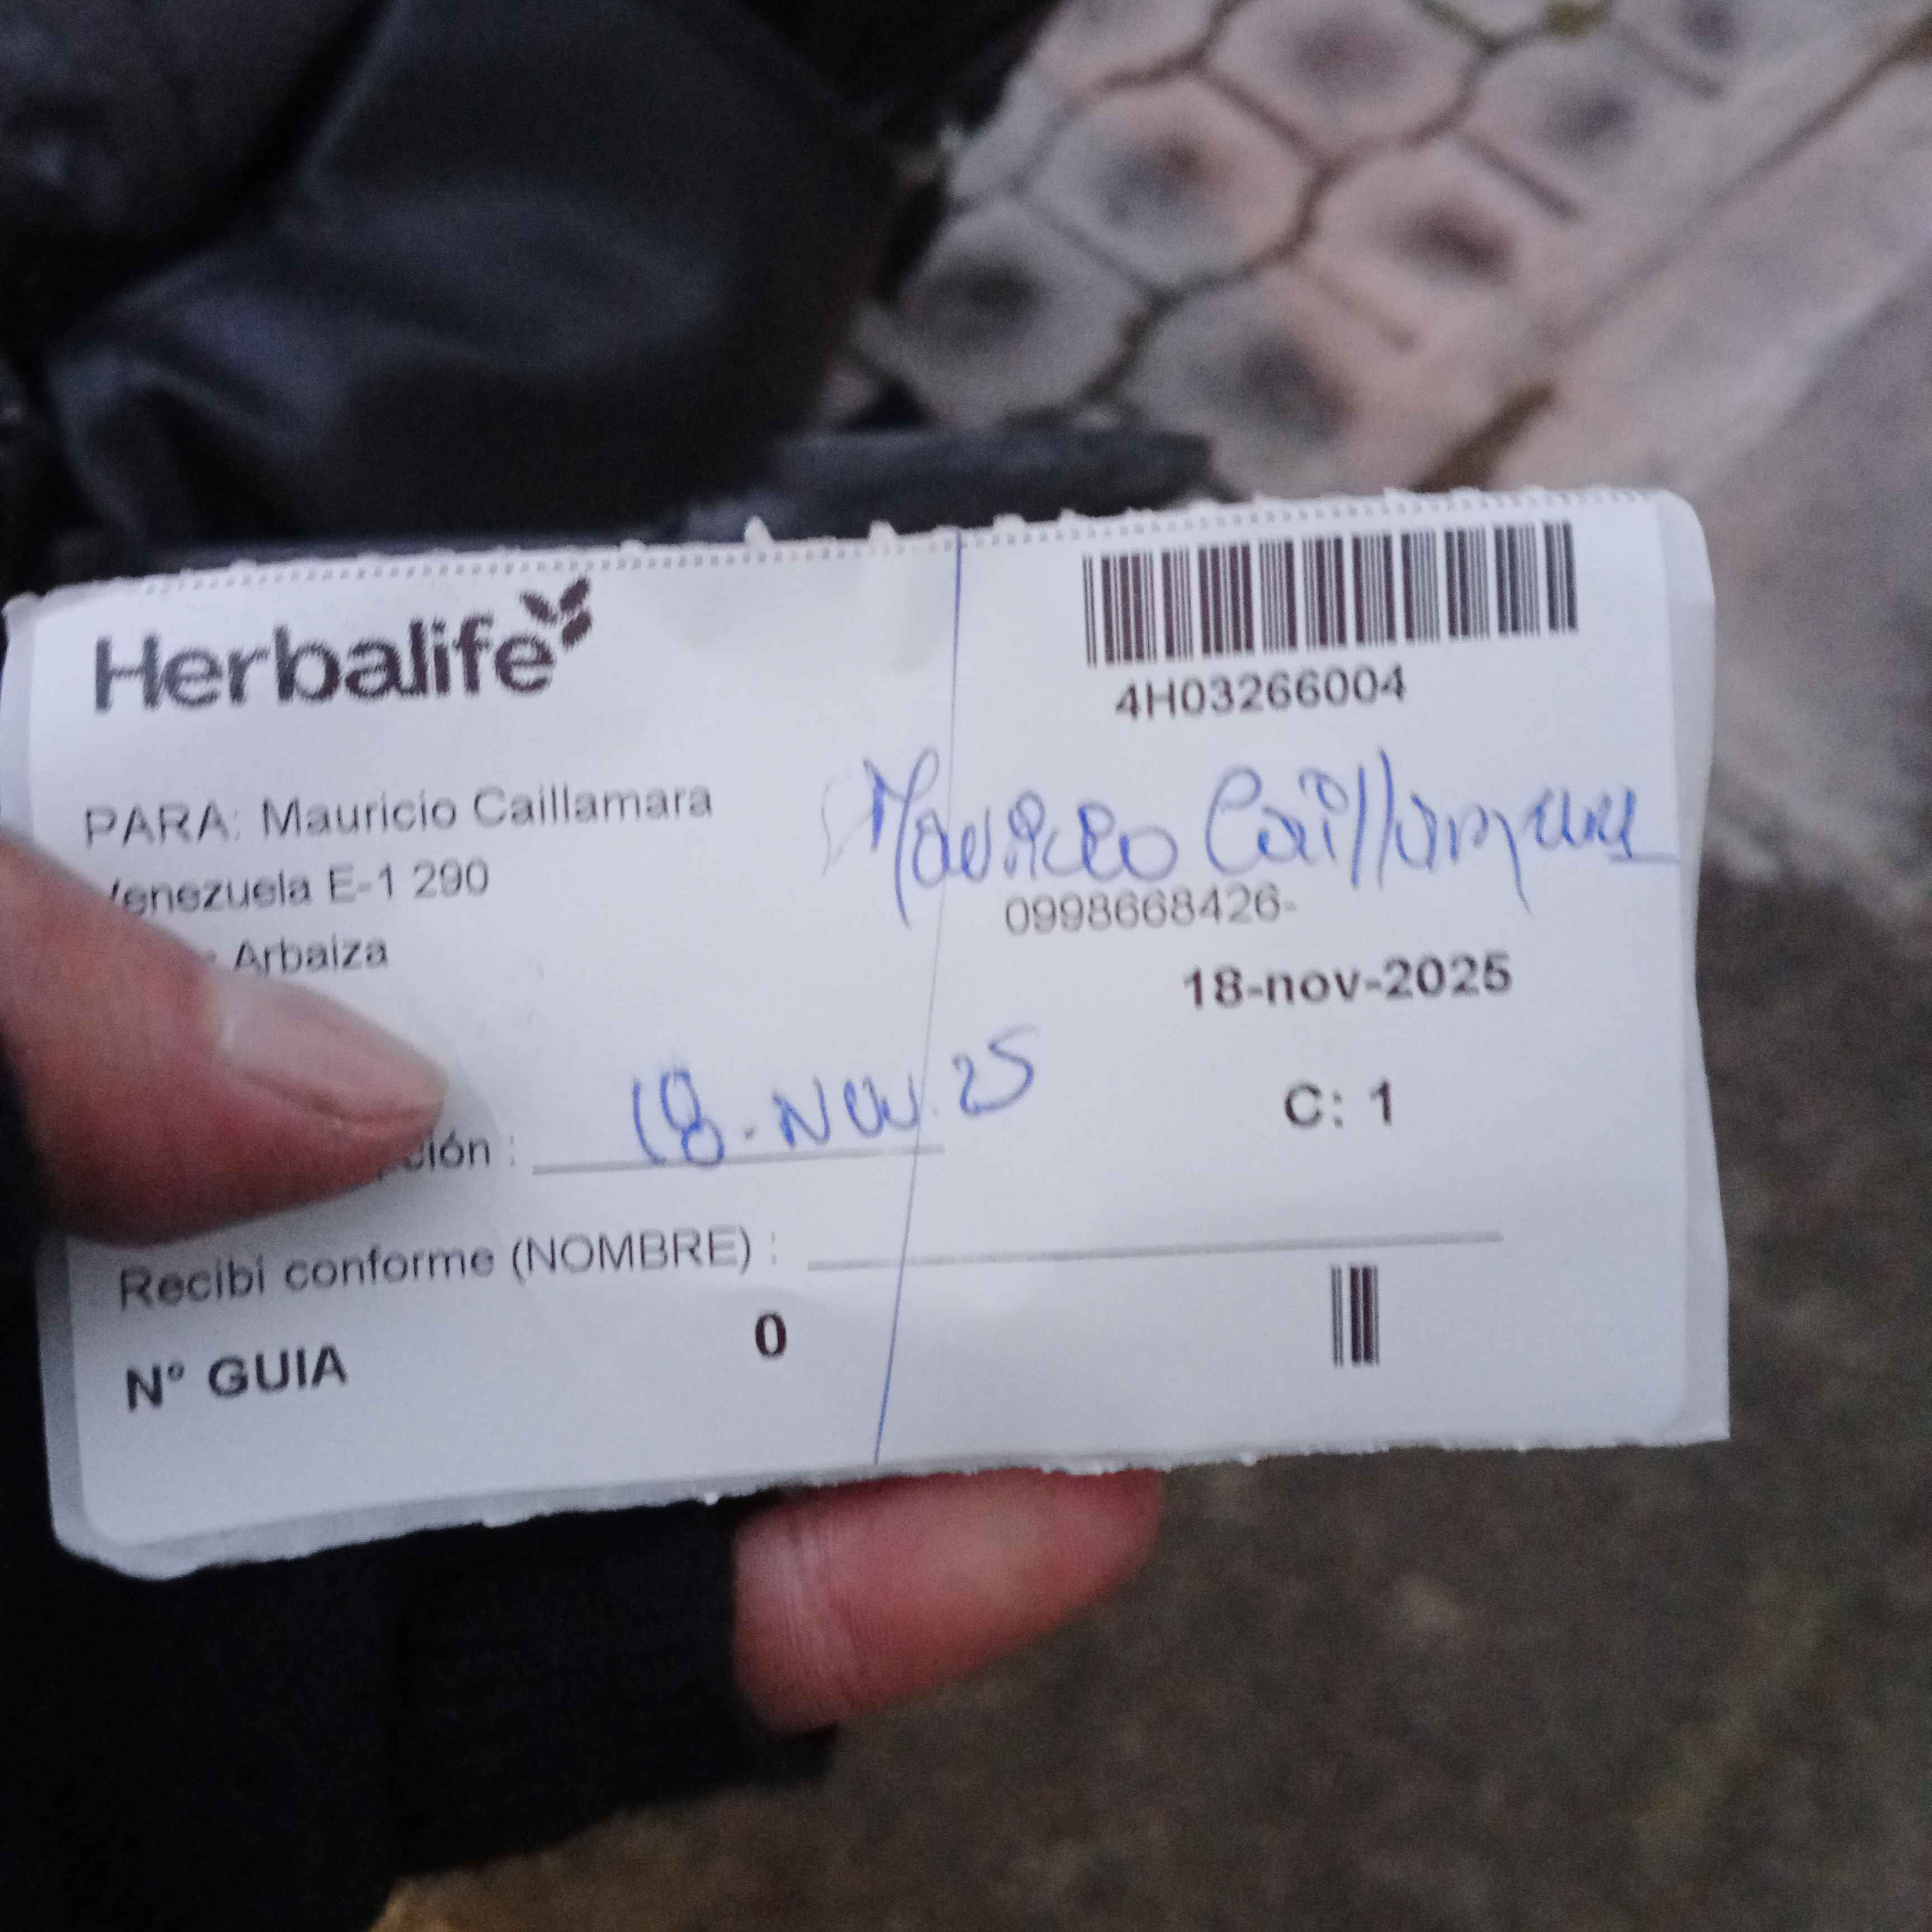 Herbalife
4H03266004
PARA: Mauricio Caillamara
Mauricio Caillamara
Venezuela E-1 290
0998668426-
Arbaiza
18-nov-2025
ción : 18-NOV.25
C: 1
Recibí conforme (NOMBRE) :
N° GUIA 0